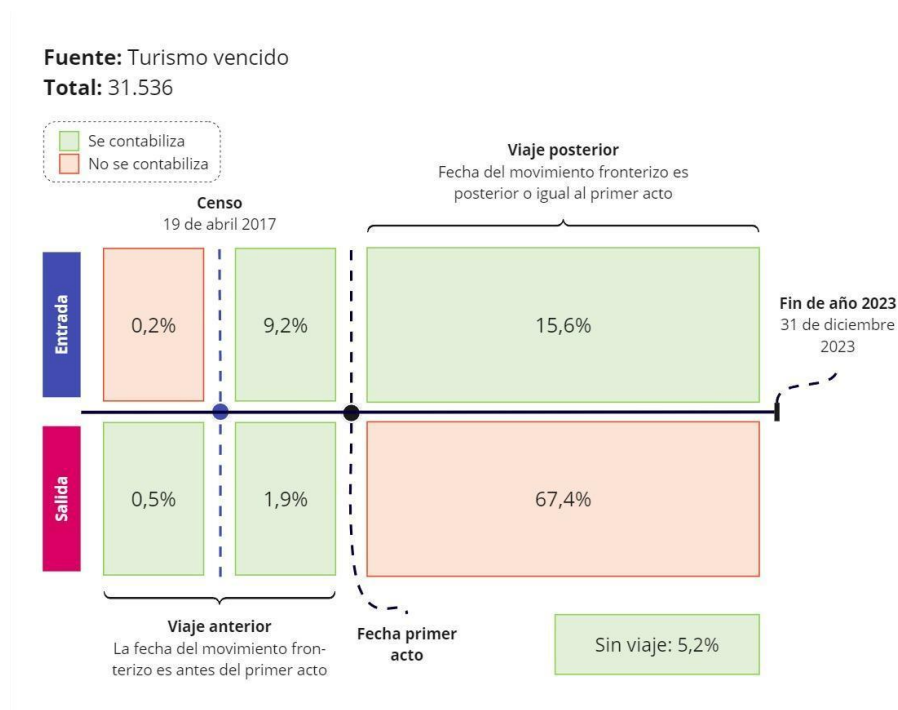 Fuente: Turismo vencido
Total: 31.536
Se contabiliza
No se contabiliza
Censo
19 de abril 2017
Viaje posterior
Fecha del movimiento fronterizo es
posterior o igual al primer acto
Entrada
0,2%
9,2%
15,6%
Fin de año 2023
31 de diciembre
2023
Salida
0,5%
1,9%
67,4%
Viaje anterior
La fecha del movimiento fron-
terizo es antes del primer acto
Fecha primer
acto
Sin viaje: 5,2%